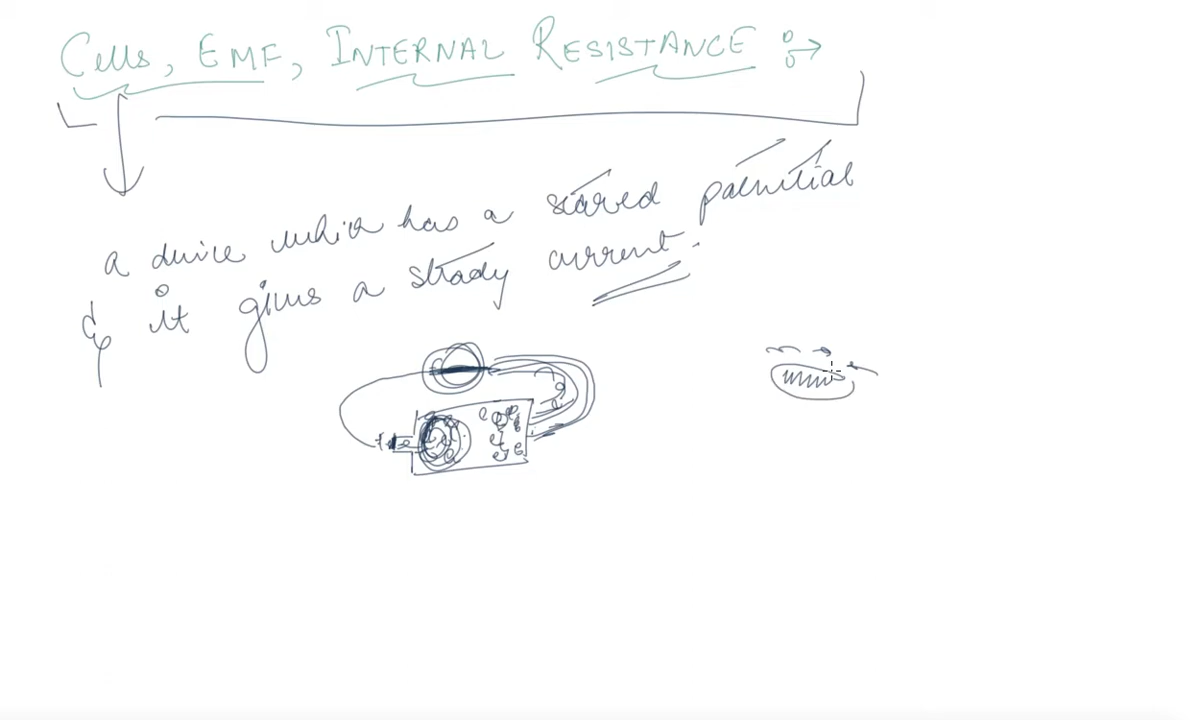 Cells, EMF, INTERNAL RESISTANCE :→
a device which has a stored potential
& it gives a steady current.